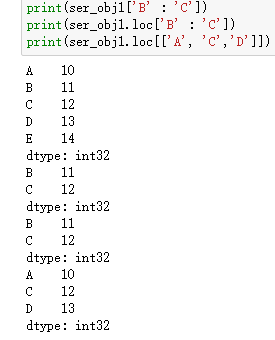 print(ser_obj1['B' : 'C'])
print(ser_obj1.loc['B' : 'C'])
print(ser_obj1.loc[['A', 'C','D']])
A    10
B    11
C    12
D    13
E    14
dtype: int32
B    11
C    12
dtype: int32
B    11
C    12
dtype: int32
A    10
C    12
D    13
dtype: int32